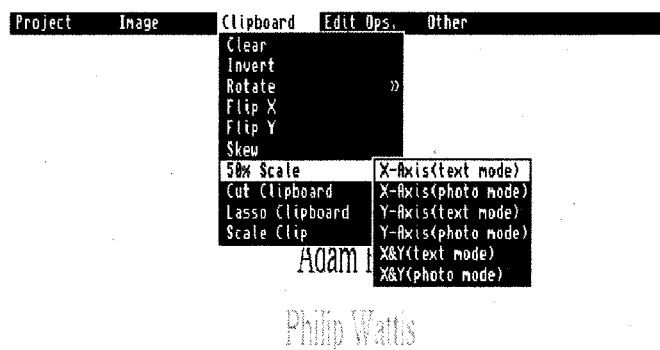 Project Image Clipboard Edit Ops. Other
Clear
Invert
Rotate »
Flip X
Flip Y
Skew
50% Scale X-Axis(text mode)
Cut Clipboard X-Axis(photo mode)
Lasso Clipboard Y-Axis(text mode)
Scale Clip Y-Axis(photo mode)
X&Y(text mode)
Adam
X&Y(photo mode)
Philip Wattis